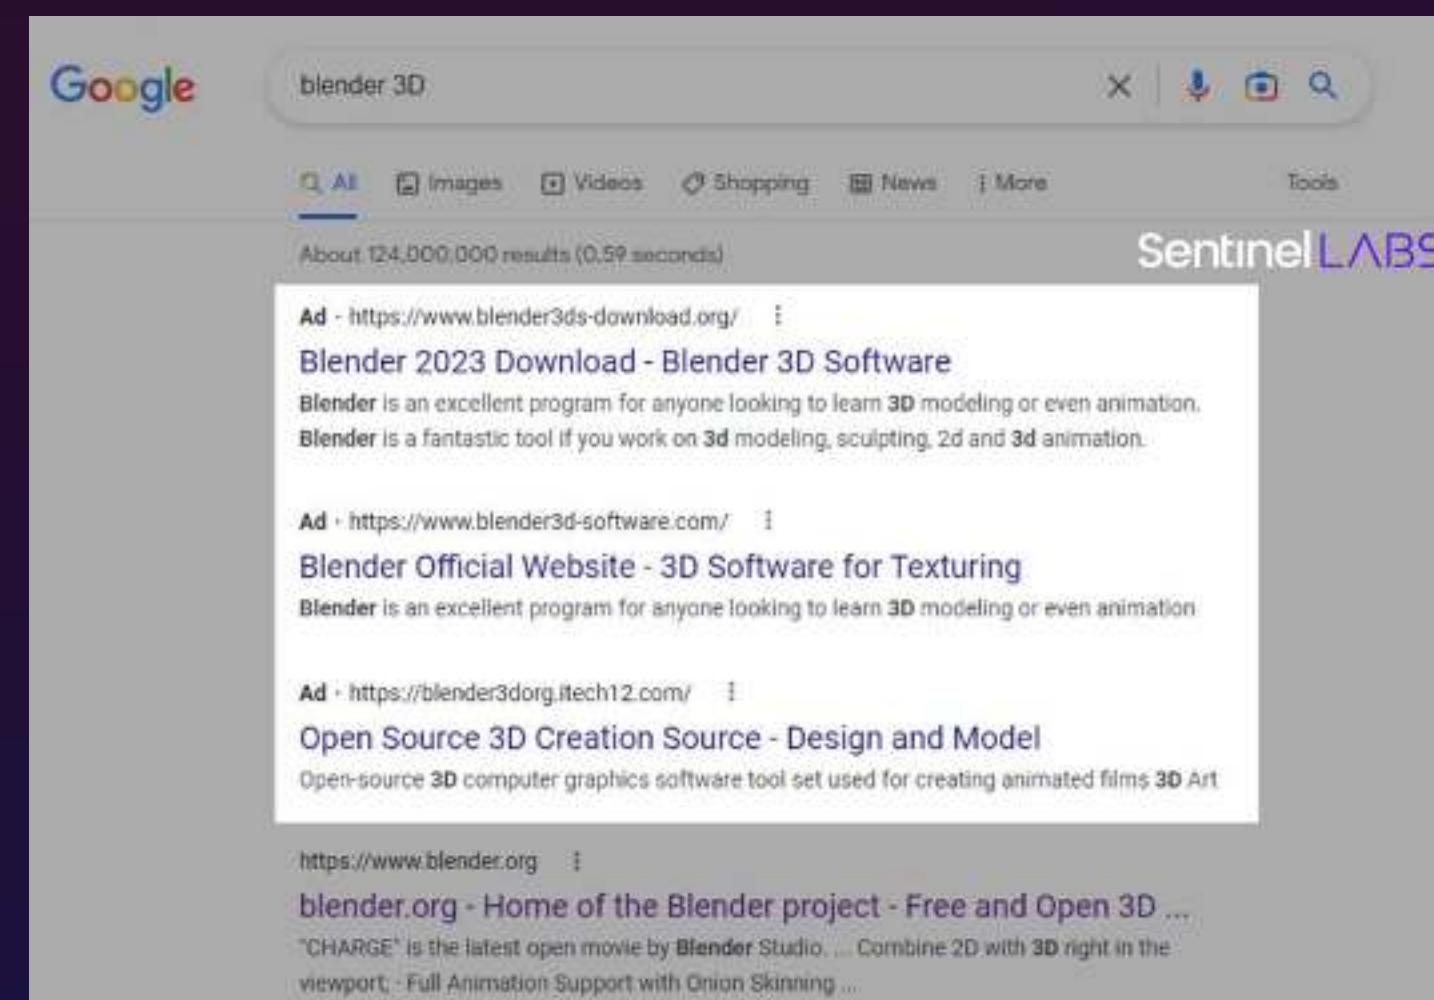 Google
blender 3D
All Images Videos Shopping News More Tools
About 124,000,000 results (0.59 seconds)
SentinelLABS
Ad · https://www.blender3ds-download.org/
Blender 2023 Download - Blender 3D Software
Blender is an excellent program for anyone looking to learn 3D modeling or even animation.
Blender is a fantastic tool if you work on 3d modeling, sculpting, 2d and 3d animation.
Ad · https://www.blender3d-software.com/
Blender Official Website - 3D Software for Texturing
Blender is an excellent program for anyone looking to learn 3D modeling or even animation
Ad · https://blender3dorg.itech12.com/
Open Source 3D Creation Source - Design and Model
Open-source 3D computer graphics software tool set used for creating animated films 3D Art
https://www.blender.org
blender.org - Home of the Blender project - Free and Open 3D ...
"CHARGE" is the latest open movie by Blender Studio. ... Combine 2D with 3D right in the
viewport; · Full Animation Support with Onion Skinning ...